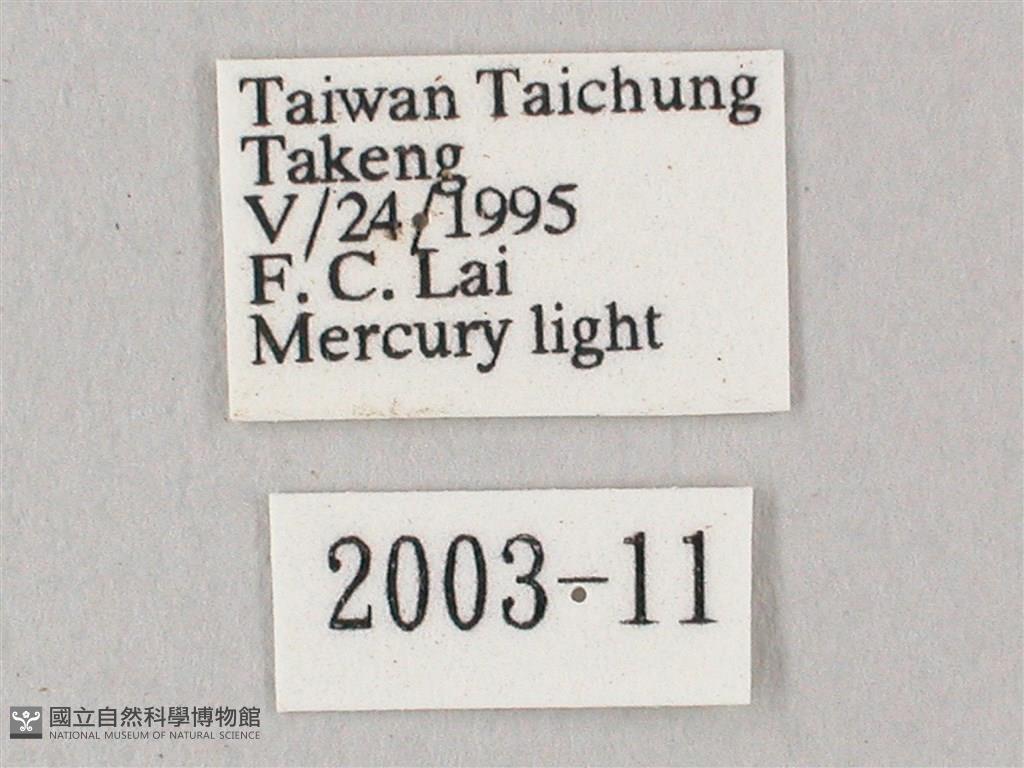 Taiwan Taichung
Takeng
V/24/1995
F. C. Lai
Mercury light
2003-11
國立自然科學博物館
NATIONAL MUSEUM OF NATURAL SCIENCE